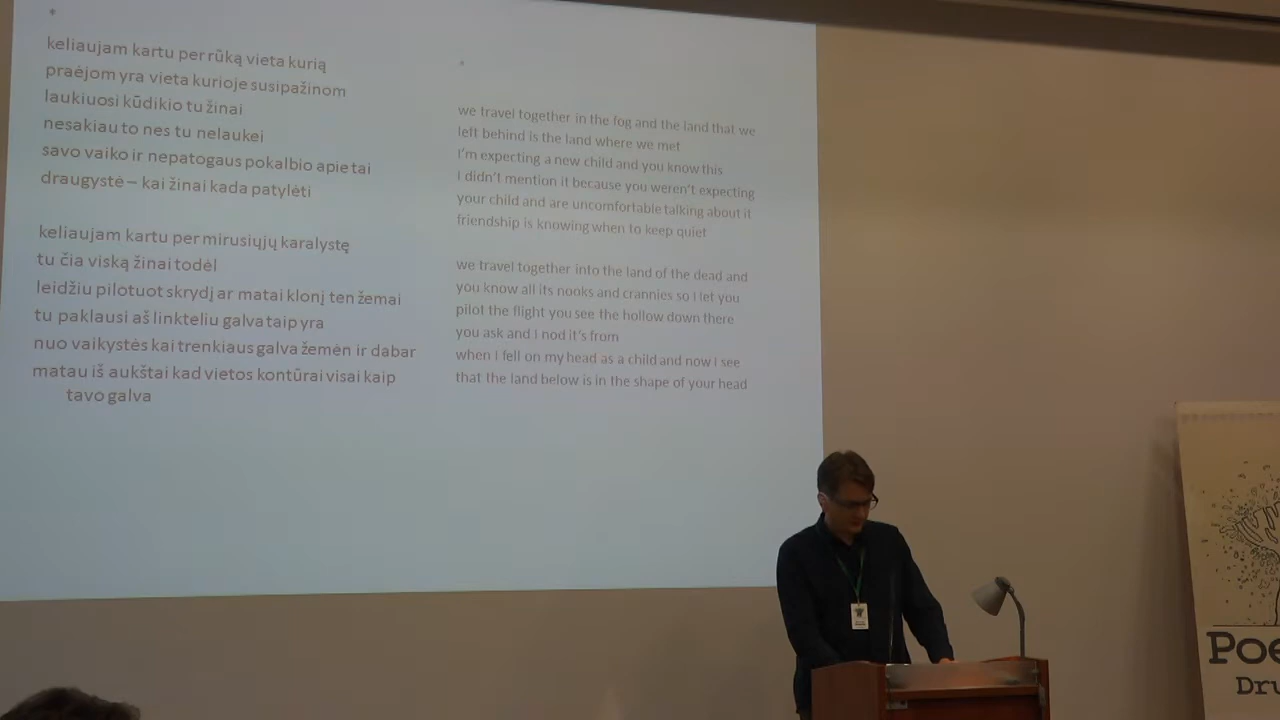 *
keliaujam kartu per rūką vieta kurią
praėjom yra vieta kurioje susipažinom
laukiuosi kūdikio tu žinai
nesakiau to nes tu nelaukei
savo vaiko ir nepatogaus pokalbio apie tai
draugystė – kai žinai kada patylėti
keliaujam kartu per mirusiųjų karalystę
tu čia viską žinai todėl
leidžiu pilotuot skrydį ar matai klonį ten žemai
tu paklausi aš linkteliu galva taip yra
nuo vaikystės kai trenkiaus galva žemėn ir dabar
matau iš aukštai kad vietos kontūrai visai kaip
tavo galva
*
we travel together in the fog and the land that we
left behind is the land where we met
I'm expecting a new child and you know this
I didn't mention it because you weren't expecting
your child and are uncomfortable talking about it
friendship is knowing when to keep quiet
we travel together into the land of the dead and
you know all its nooks and crannies so I let you
pilot the flight you see the hollow down there
you ask and I nod it's from
when I fell on my head as a child and now I see
that the land below is in the shape of your head
Poe
Dru